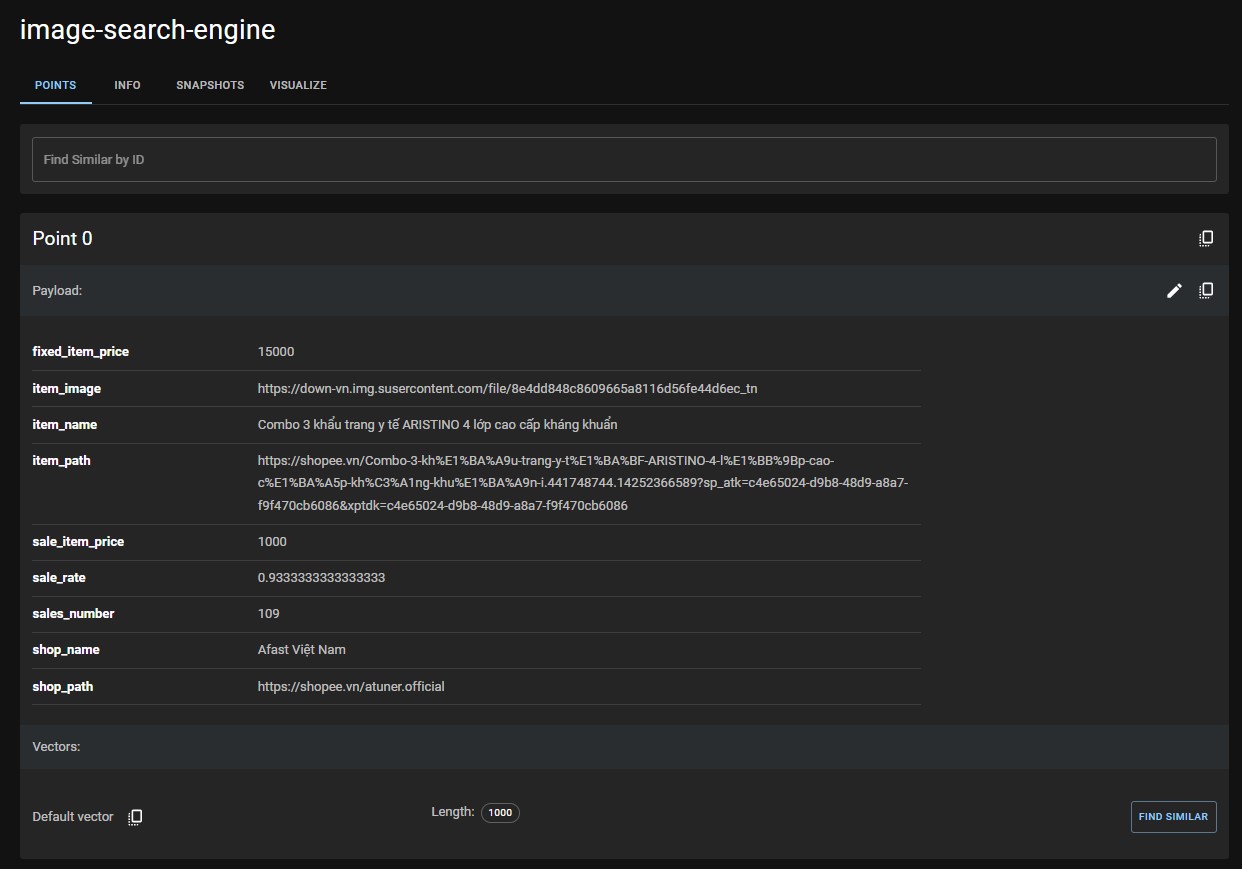 image-search-engine
POINTS INFO SNAPSHOTS VISUALIZE
Find Similar by ID
Point 0
Payload:
fixed_item_price 15000
item_image https://down-vn.img.susercontent.com/file/8e4dd848c8609665a8116d56fe44d6ec_tn
item_name Combo 3 khẩu trang y tế ARISTINO 4 lớp cao cấp kháng khuẩn
item_path https://shopee.vn/Combo-3-kh%E1%BA%A9u-trang-y-t%E1%BA%BF-ARISTINO-4-l%E1%BB%9Bp-cao-
c%E1%BA%A5p-kh%C3%A1ng-khu%E1%BA%A9n-i.441748744.14252366589?sp_atk=c4e65024-d9b8-48d9-a8a7-
f9f470cb6086&xptdk=c4e65024-d9b8-48d9-a8a7-f9f470cb6086
sale_item_price 1000
sale_rate 0.9333333333333333
sales_number 109
shop_name Afast Việt Nam
shop_path https://shopee.vn/atuner.official
Vectors:
Default vector Length: 1000 FIND SIMILAR